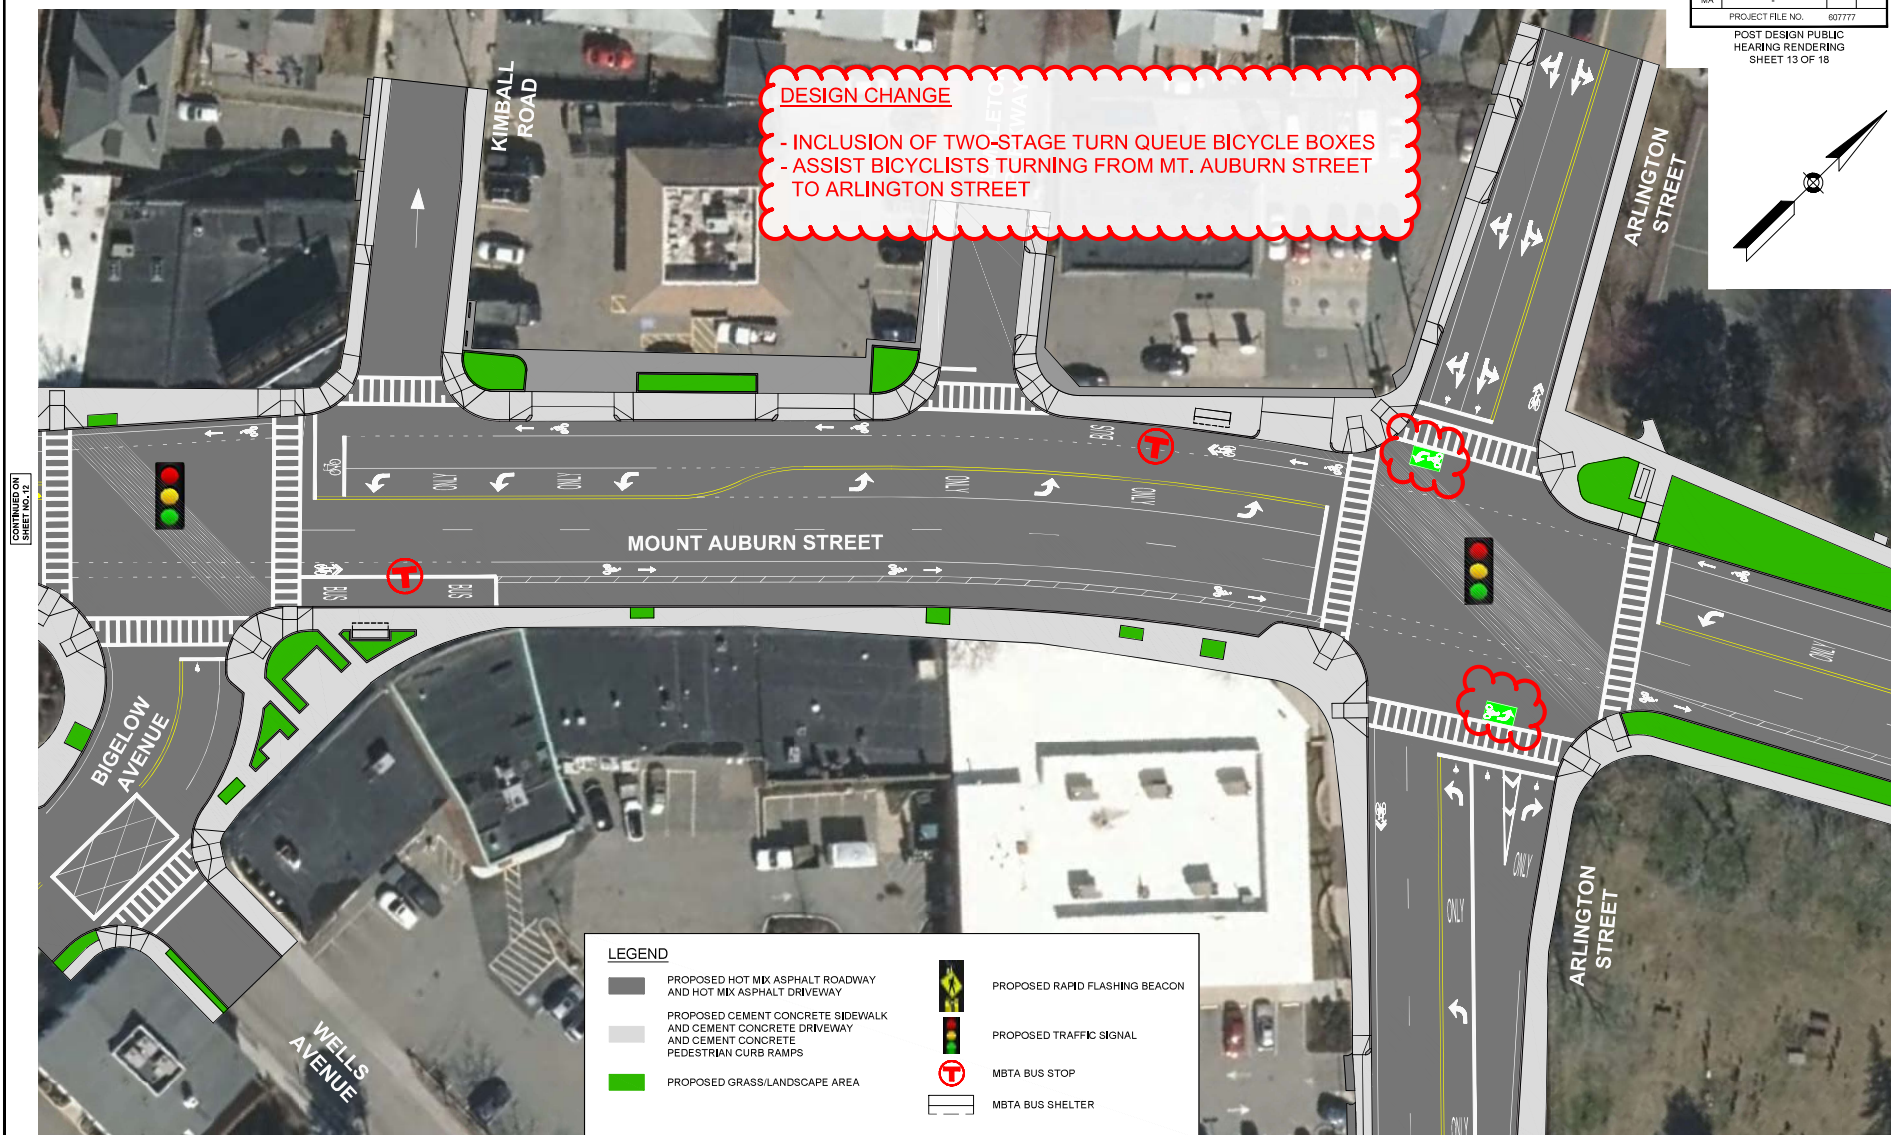 MA
PROJECT FILE NO. 607777
POST DESIGN PUBLIC
HEARING RENDERING
SHEET 13 OF 18
KIMBALL
ROAD
DESIGN CHANGE
- INCLUSION OF TWO-STAGE TURN QUEUE BICYCLE BOXES
- ASSIST BICYCLISTS TURNING FROM MT. AUBURN STREET
TO ARLINGTON STREET
ARLINGTON
STREET
CONTINUED ON
SHEET NO. 12
BUS
T
ONLY
ONLY
ONLY
ONLY
MOUNT AUBURN STREET
T
BUS
BUS
ONLY
BIGELOW
AVENUE
ONLY
ONLY
ONLY
ARLINGTON
STREET
WELLS
AVENUE
LEGEND
PROPOSED HOT MIX ASPHALT ROADWAY
AND HOT MIX ASPHALT DRIVEWAY
PROPOSED CEMENT CONCRETE SIDEWALK
AND CEMENT CONCRETE DRIVEWAY
AND CEMENT CONCRETE
PEDESTRIAN CURB RAMPS
PROPOSED GRASS/LANDSCAPE AREA
PROPOSED RAPID FLASHING BEACON
PROPOSED TRAFFIC SIGNAL
T
MBTA BUS STOP
MBTA BUS SHELTER